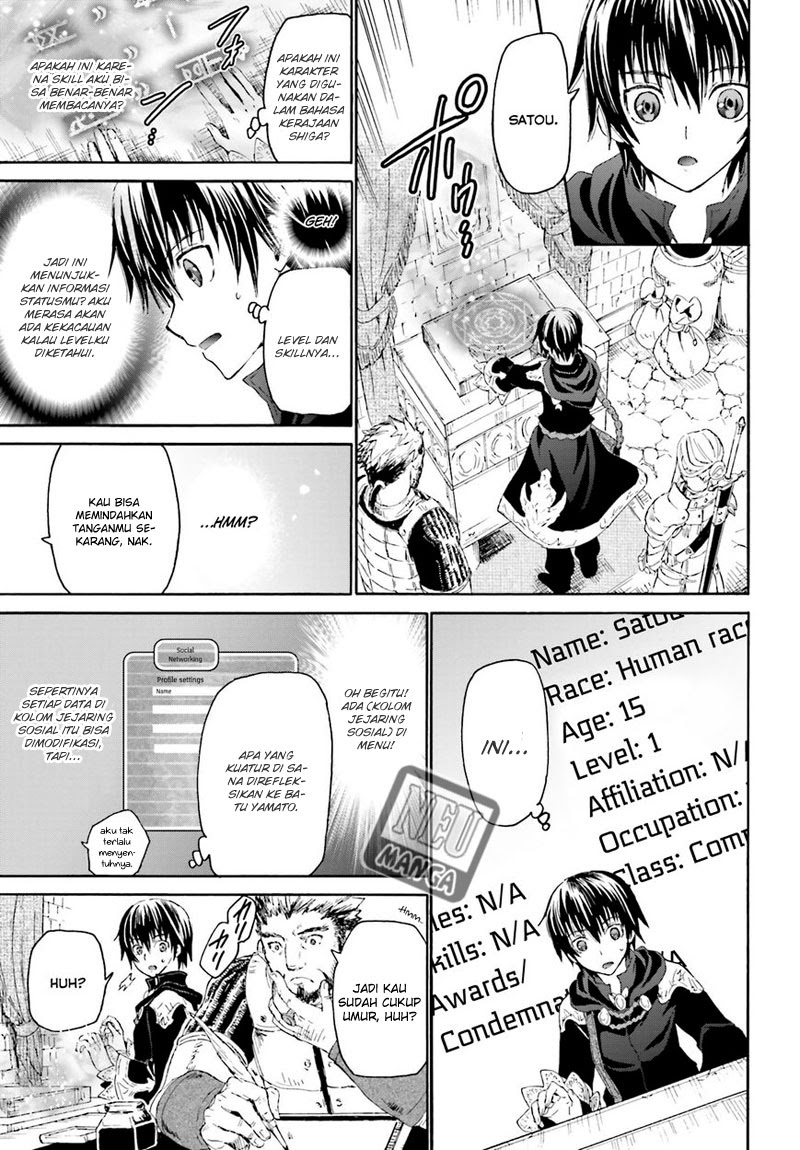 SATOU.
ポウ
APAKAH INI
KARAKTER
YANG DIGU-
NAKAN DA-
LAM BAHASA
KERAJAAN
SHIGA?
APAKAH INI KARE-
NA SKILL AKU BI-
SA BENAR-BENAR
MEMBACANYA?
GEH!
LEVEL DAN
SKILLNYA...
JADI INI
MENUNJUK-
KAN INFORMASI
STATUSMU? AKU
MERASA AKAN
ADA KEKACAUAN
KALAU LEVELKU
DIKETAHUI.
...HMM?
KAU BISA
MEMINDAHKAN
TANGANMU SE-
KARANG, NAK.
Name: Satou
Race: Human race
Age: 15
Level: 1
Affiliation: N/A
Occupation:
Class: Comm
les: N/A
kills: N/A
Awards/
Condemna
A
INI...
OH BEGITU!
ADA (KOLOM
JEJARING
SOSIAL) DI
MENU!
Social
Networking
Profile settings
Name
APA YANG
KUATUR DI SA-
NA DIREFLEK-
SIKAN KE BA-
TU YAMATO.
SEPERTINYA
SETIAP DATA DI
KOLOM JEJARING
SOSIAL ITU BISA
DIMODIFIKASI,
TAPI...
aku tak
terlalu
menyen-
tuhnya.
NEU
MANGA
HMM...
JADI KAU
SUDAH CUKUP
UMUR, HUH?
HUH?